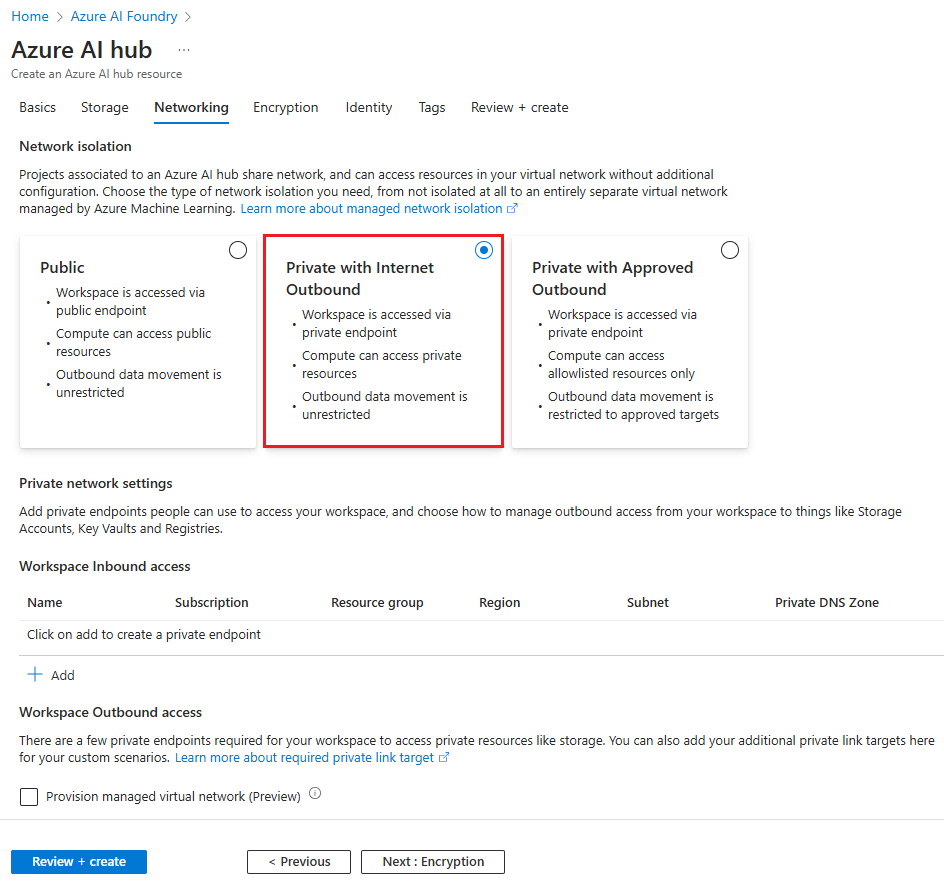 Home > Azure AI Foundry >
Azure AI hub ...
Create an Azure AI hub resource
Basics Storage Networking Encryption Identity Tags Review + create
Network isolation
Projects associated to an Azure AI hub share network, and can access resources in your virtual network without additional
configuration. Choose the type of network isolation you need, from not isolated at all to an entirely separate virtual network
managed by Azure Machine Learning. Learn more about managed network isolation
Public
• Workspace is accessed via
public endpoint
• Compute can access public
resources
• Outbound data movement is
unrestricted
Private with Internet
Outbound
• Workspace is accessed via
private endpoint
• Compute can access private
resources
• Outbound data movement is
unrestricted
Private with Approved
Outbound
• Workspace is accessed via
private endpoint
• Compute can access
allowlisted resources only
• Outbound data movement is
restricted to approved targets
Private network settings
Add private endpoints people can use to access your workspace, and choose how to manage outbound access from your workspace to things like Storage
Accounts, Key Vaults and Registries.
Workspace Inbound access
Name Subscription Resource group Region Subnet Private DNS Zone
Click on add to create a private endpoint
+ Add
Workspace Outbound access
There are a few private endpoints required for your workspace to access private resources like storage. You can also add your additional private link targets here
for your custom scenarios. Learn more about required private link target
Provision managed virtual network (Preview)
Review + create < Previous Next : Encryption